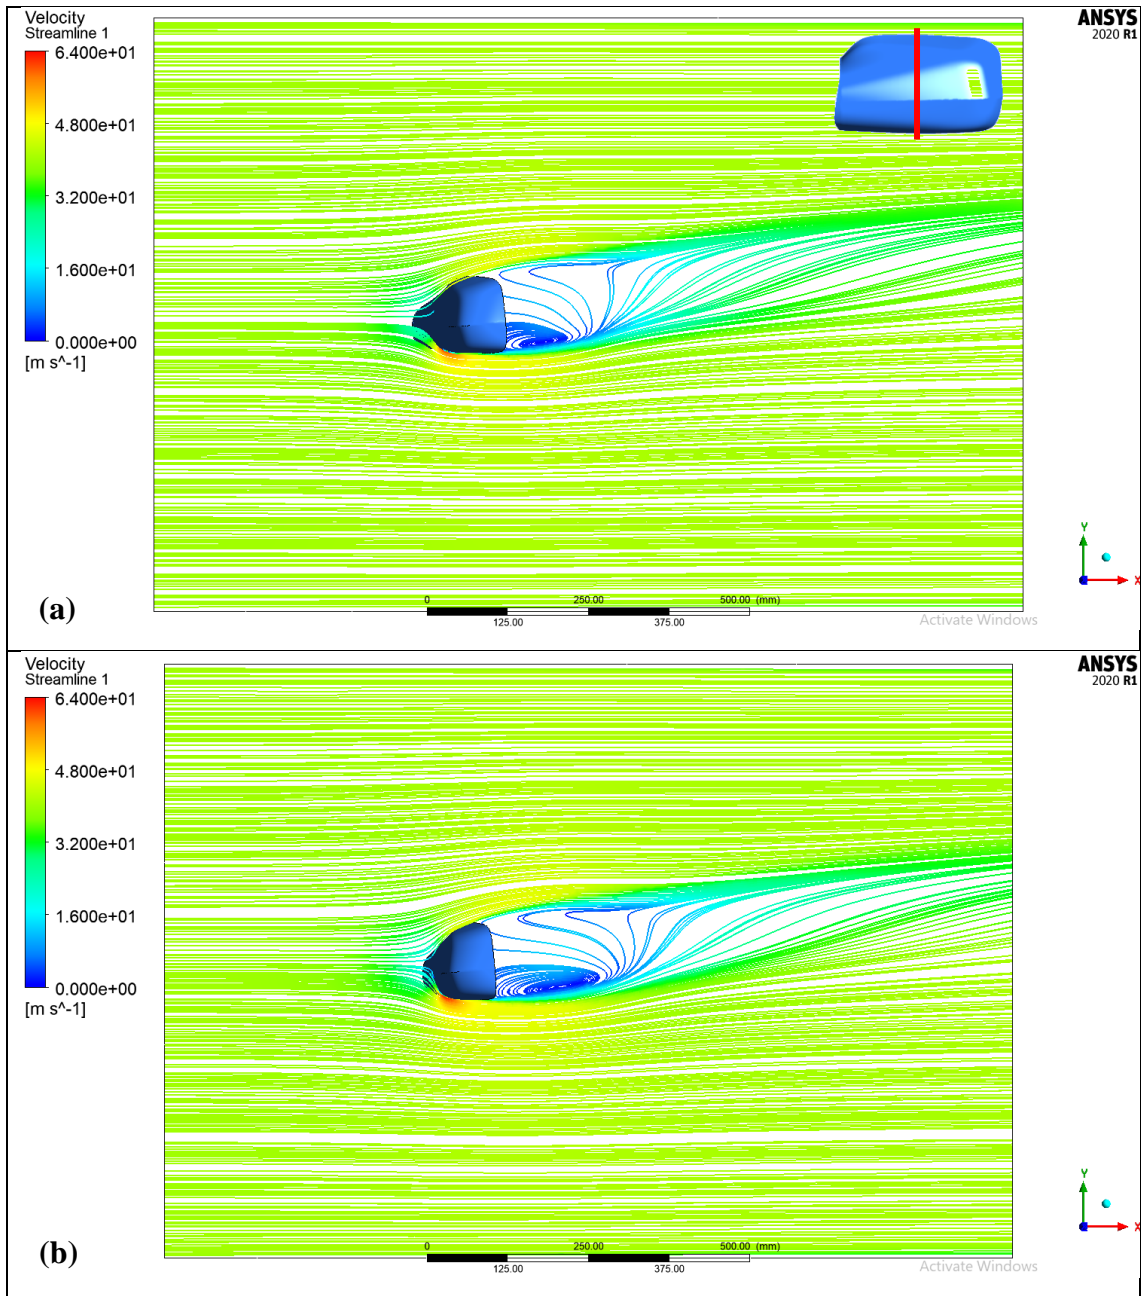 Velocity
Streamline 1
6.400e+01
4.800e+01
3.200e+01
1.600e+01
0.000e+00
[m s^-1]
ANSYS
2020 R1
Y
X
0 250.00 500.00 (mm)
125.00 375.00
Activate Windows
(a)
Velocity
Streamline 1
6.400e+01
4.800e+01
3.200e+01
1.600e+01
0.000e+00
[m s^-1]
ANSYS
2020 R1
Y
X
0 250.00 500.00 (mm)
125.00 375.00
Activate Windows
(b)